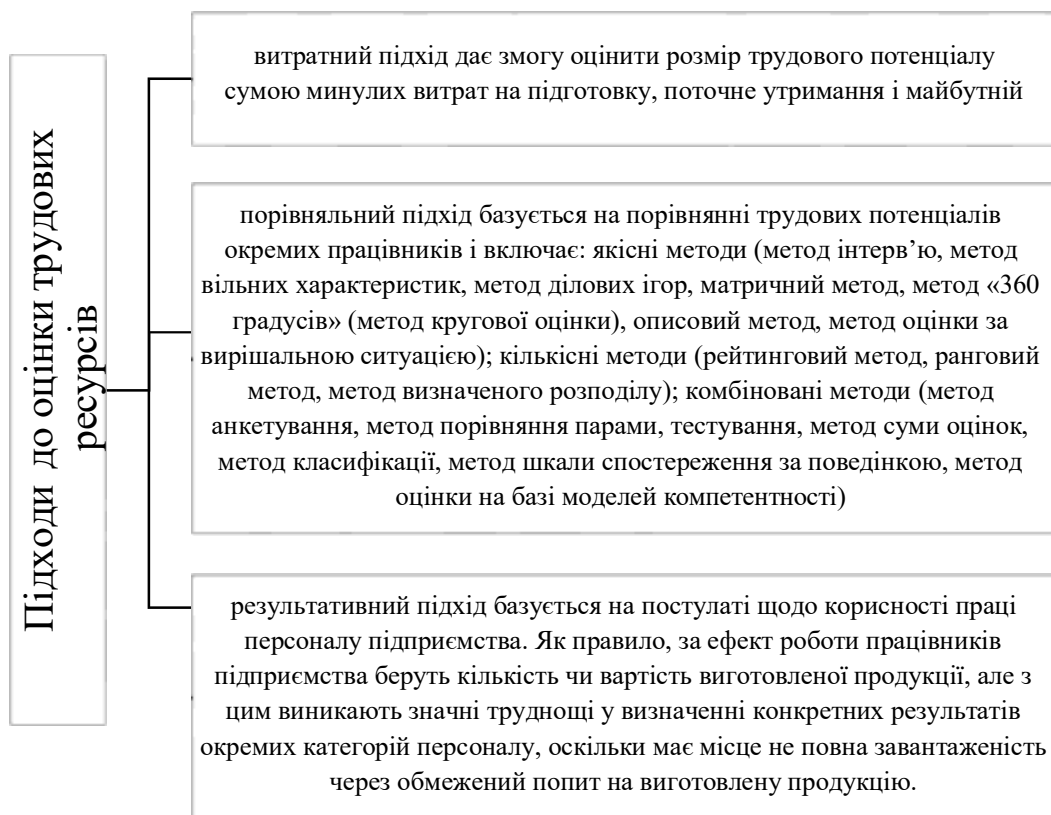 Підходи до оцінки трудових
ресурсів
витратний підхід дає змогу оцінити розмір трудового потенціалу
сумою минулих витрат на підготовку, поточне утримання і майбутній
порівняльний підхід базується на порівнянні трудових потенціалів
окремих працівників і включає: якісні методи (метод інтерв’ю, метод
вільних характеристик, метод ділових ігор, матричний метод, метод «360
градусів» (метод кругової оцінки), описовий метод, метод оцінки за
вирішальною ситуацією); кількісні методи (рейтинговий метод, ранговий
метод, метод визначеного розподілу); комбіновані методи (метод
анкетування, метод порівняння парами, тестування, метод суми оцінок,
метод класифікації, метод шкали спостереження за поведінкою, метод
оцінки на базі моделей компетентності)
результативний підхід базується на постулаті щодо корисності праці
персоналу підприємства. Як правило, за ефект роботи працівників
підприємства беруть кількість чи вартість виготовленої продукції, але з
цим виникають значні труднощі у визначенні конкретних результатів
окремих категорій персоналу, оскільки має місце не повна завантаженість
через обмежений попит на виготовлену продукцію.